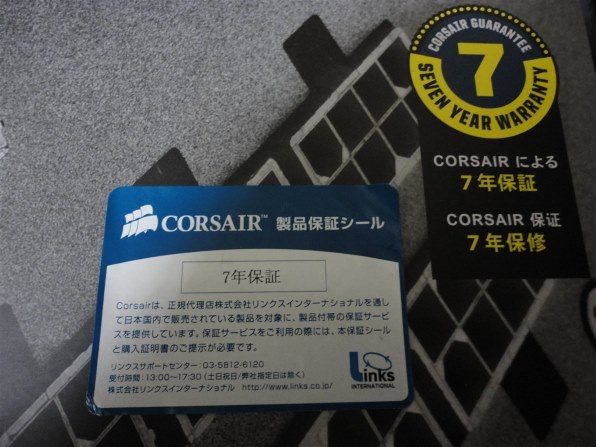 CORSAIR GUARANTEE
7
SEVEN YEAR WARRANTY
CORSAIR による
7年保証
CORSAIR 保证
7年保修
CORSAIR™ 製品保証シール
7年保証
Corsairは、正規代理店株式会社リンクスインターナショナルを通し
て日本国内で販売されている製品を対象に、製品付帯の保証サービ
スを提供しています。保証サービスをご利用の際には、本保証シール
と購入証明書のご提示が必要です。
リンクスサポートセンター:03-5812-6120
受付時間:13:00~17:30(土日祝日/弊社指定日は除く)
株式会社リンクスインターナショナル http://www.links.co.jp/
Links
INTERNATIONAL